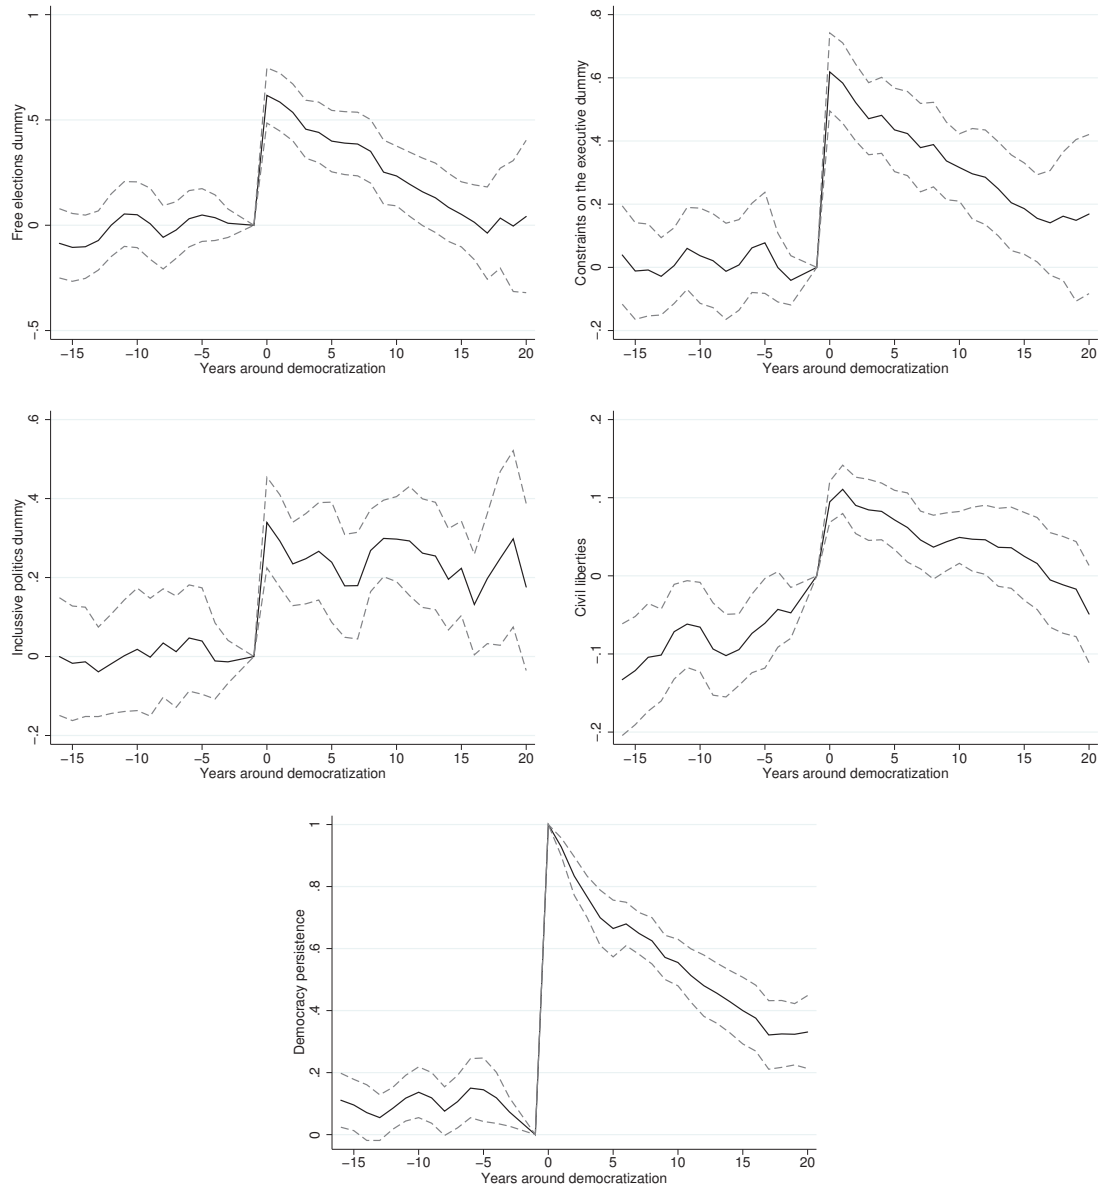 Free elections dummy
1
.5
0
−.5
−15 −10 −5 0 5 10 15 20
Years around democratization
Constraints on the executive dummy
.8
.6
.4
.2
0
−.2
−15 −10 −5 0 5 10 15 20
Years around democratization
Inclussive politics dummy
.6
.4
.2
0
−.2
−15 −10 −5 0 5 10 15 20
Years around democratization
Civil liberties
.2
.1
0
−.1
−.2
−15 −10 −5 0 5 10 15 20
Years around democratization
Democracy persistence
1
.8
.6
.4
.2
0
−15 −10 −5 0 5 10 15 20
Years around democratization